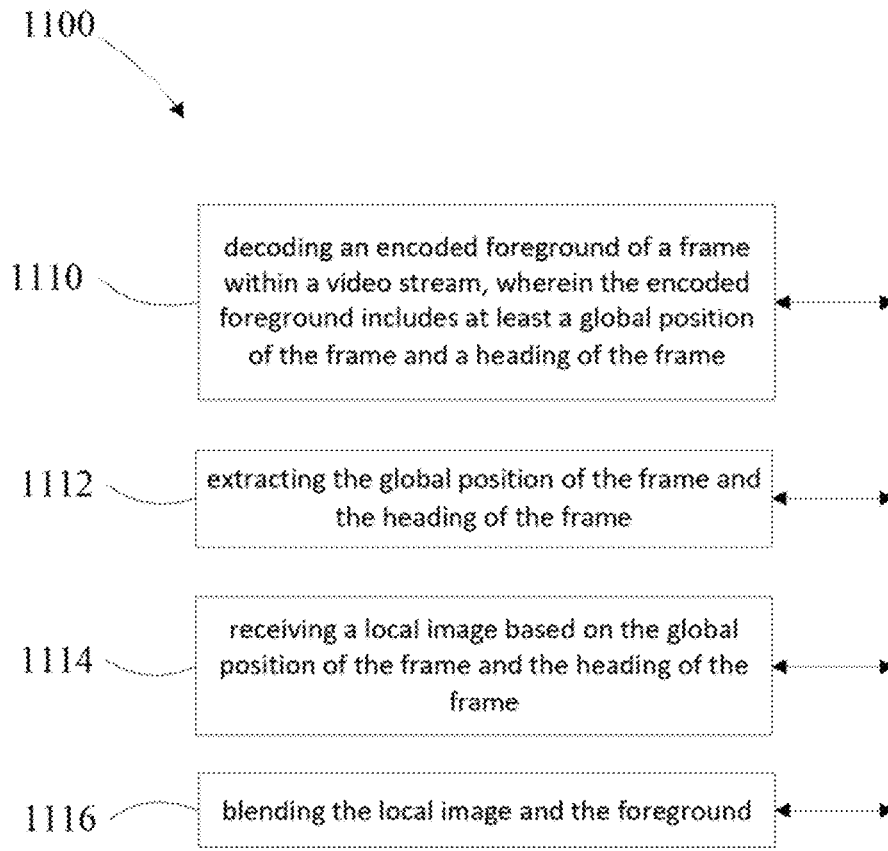 1100
1110
decoding an encoded foreground of a frame
within a video stream, wherein the encoded
foreground includes at least a global position
of the frame and a heading of the frame
1112
extracting the global position of the frame and
the heading of the frame
1114
receiving a local image based on the global
position of the frame and the heading of the
frame
1116
blending the local image and the foreground